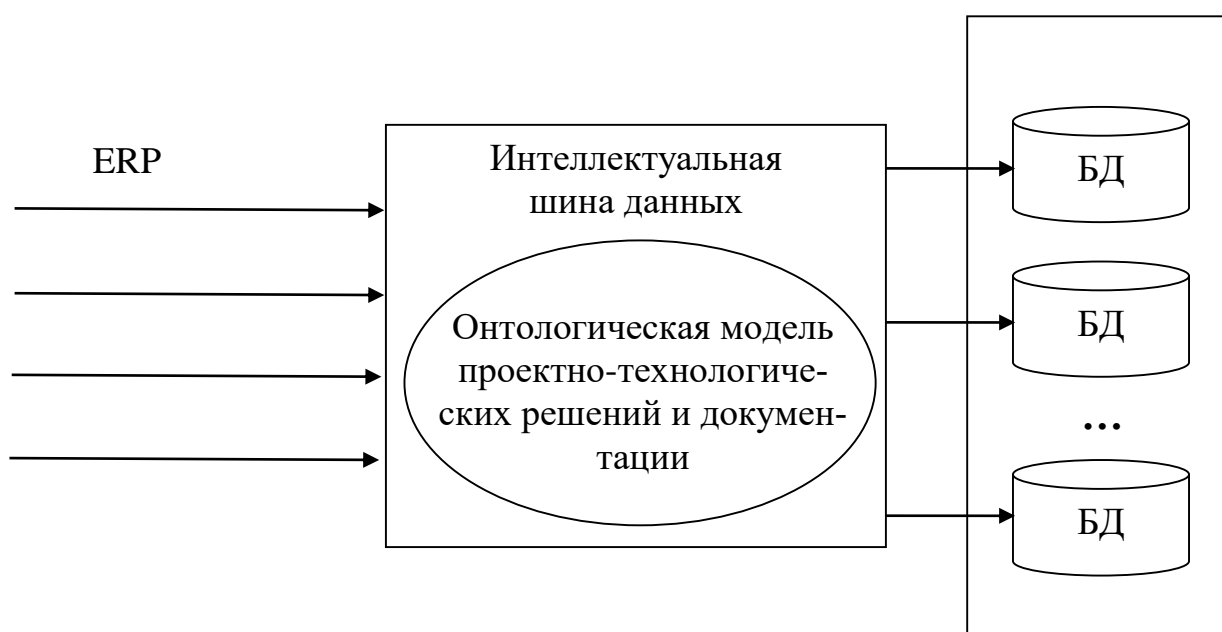 ERP
Интеллектуальная
шина данных
Онтологическая модель
проектно-технологиче-
ских решений и докумен-
тации
БД
БД
...
БД